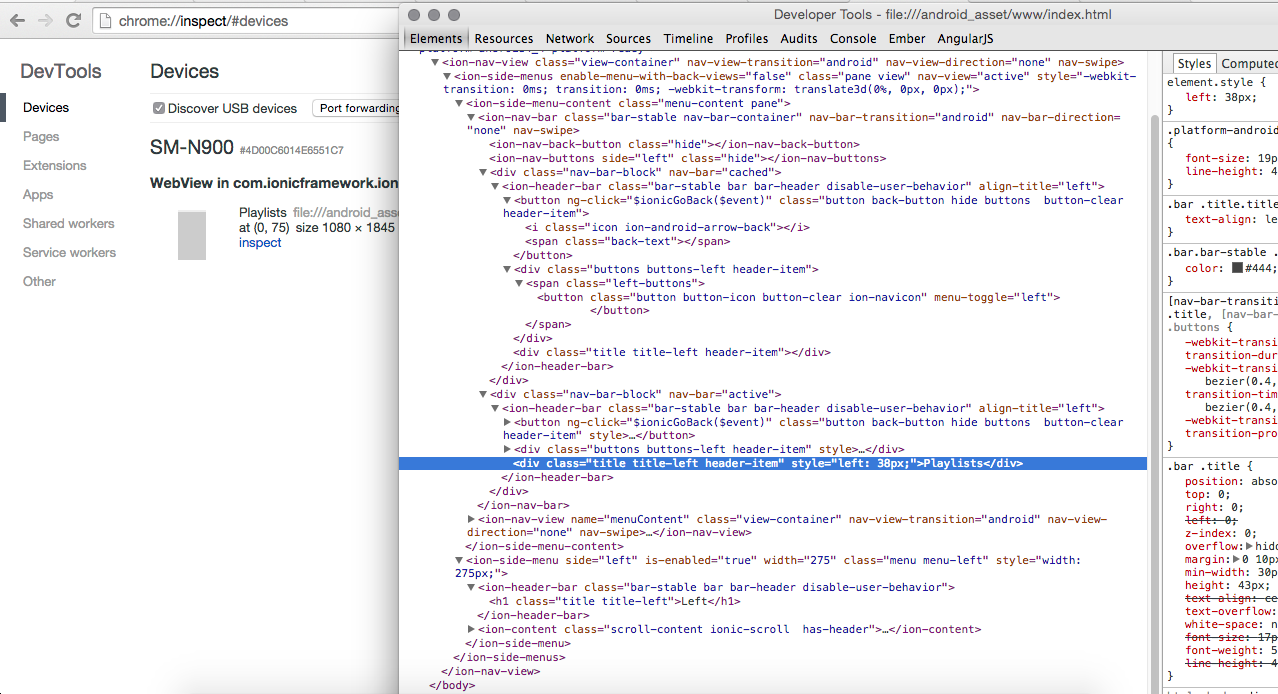 chrome://inspect/#devices
DevTools
Devices
Pages
Extensions
Apps
Shared workers
Service workers
Other
Devices
Discover USB devices Port forwarding
SM-N900 #4D00C6014E6551C7
WebView in com.ionicframework.ion
Playlists file:///android_asse
at (0, 75) size 1080 × 1845
inspect
Developer Tools - file:///android_asset/www/index.html
Elements Resources Network Sources Timeline Profiles Audits Console Ember AngularJS
<ion-nav-view class="view-container" nav-view-transition="android" nav-view-direction="none" nav-swipe>
<ion-side-menus enable-menu-with-back-views="false" class="pane view" nav-view="active" style="-webkit-
transition: 0ms; transition: 0ms; -webkit-transform: translate3d(0%, 0px, 0px);">
<ion-side-menu-content class="menu-content pane">
<ion-nav-bar class="bar-stable nav-bar-container" nav-bar-transition="android" nav-bar-direction=
"none" nav-swipe>
<ion-nav-back-button class="hide"></ion-nav-back-button>
<ion-nav-buttons side="left" class="hide"></ion-nav-buttons>
<div class="nav-bar-block" nav-bar="cached">
<ion-header-bar class="bar-stable bar bar-header disable-user-behavior" align-title="left">
<button ng-click="$ionicGoBack($event)" class="button back-button hide buttons  button-clear
header-item">
<i class="icon ion-android-arrow-back"></i>
<span class="back-text"></span>
</button>
<div class="buttons buttons-left header-item">
<span class="left-buttons">
<button class="button button-icon button-clear ion-navicon" menu-toggle="left">
</button>
</span>
</div>
<div class="title title-left header-item"></div>
</ion-header-bar>
</div>
<div class="nav-bar-block" nav-bar="active">
<ion-header-bar class="bar-stable bar bar-header disable-user-behavior" align-title="left">
<button ng-click="$ionicGoBack($event)" class="button back-button hide buttons  button-clear
header-item" style>…</button>
<div class="buttons buttons-left header-item" style>…</div>
<div class="title title-left header-item" style="left: 38px;">Playlists</div>
</ion-header-bar>
</div>
</ion-nav-bar>
<ion-nav-view name="menuContent" class="view-container" nav-view-transition="android" nav-view-
direction="none" nav-swipe>…</ion-nav-view>
</ion-side-menu-content>
<ion-side-menu side="left" is-enabled="true" width="275" class="menu menu-left" style="width:
275px;">
<ion-header-bar class="bar-stable bar bar-header disable-user-behavior">
<h1 class="title title-left">Left</h1>
</ion-header-bar>
<ion-content class="scroll-content ionic-scroll  has-header">…</ion-content>
</ion-side-menu>
</ion-side-menus>
</ion-nav-view>
</body>
Styles Computed
element.style {
left: 38px;
}
.platform-android
{
font-size: 19p
line-height: 4
}
.bar .title.title
text-align: le
}
.bar.bar-stable .
color: #444;
}
[nav-bar-transiti
.title, [nav-bar-
.buttons {
-webkit-transi
transition-dur
-webkit-transi
bezier(0.4,
transition-tim
bezier(0.4,
-webkit-transi
transition-pro
}
.bar .title {
position: abso
top: 0;
right: 0;
left: 0;
z-index: 0;
overflow: hidd
margin: 0 10p
min-width: 30p
height: 43px;
text-align: ce
text-overflow:
white-space: n
font-size: 17p
font-weight: 5
line-height: 4
}